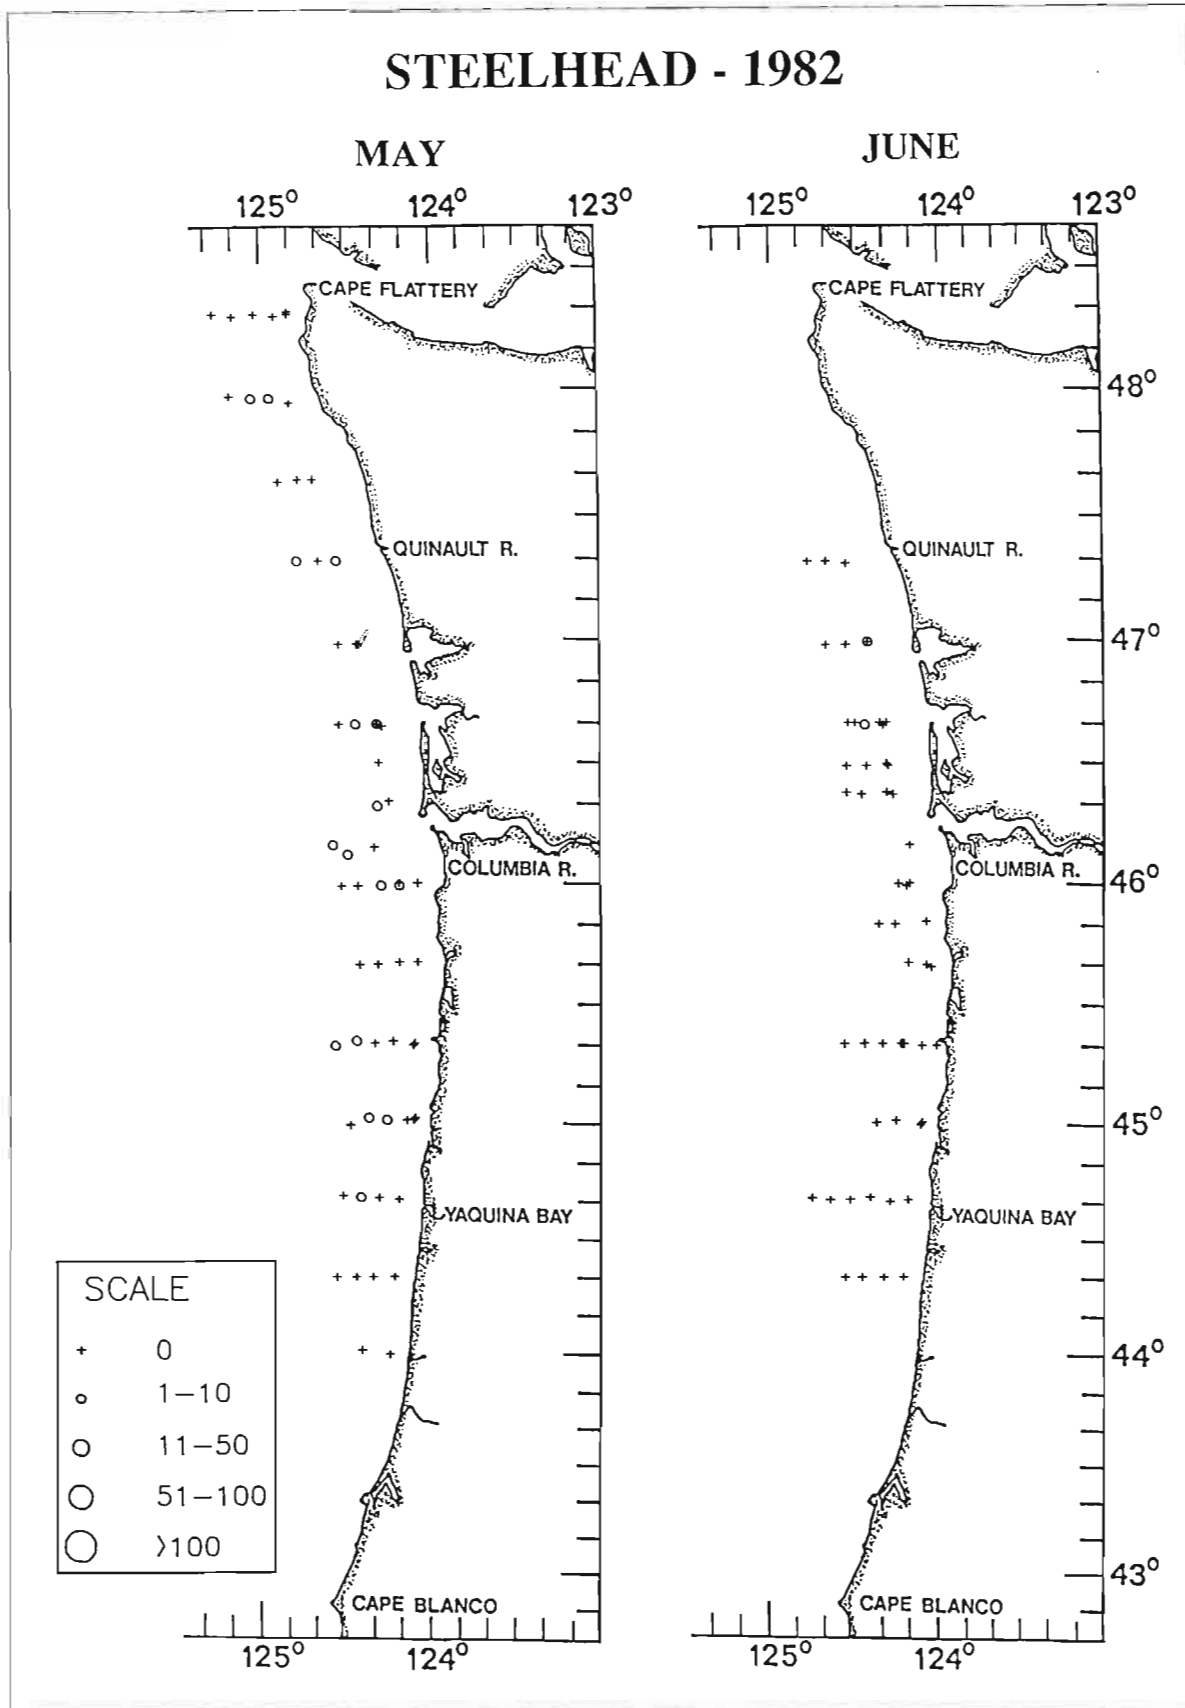 STEELHEAD - 1982
MAY
JUNE
125° 124° 123°
125° 124° 123°
CAPE FLATTERY
CAPE FLATTERY
48°
QUINAULT R.
QUINAULT R.
47°
COLUMBIA R.
COLUMBIA R.
46°
45°
YAQUINA BAY
YAQUINA BAY
SCALE
+ 0
o 1-10
O 11-50
O 51-100
O >100
44°
43°
CAPE BLANCO
CAPE BLANCO
125° 124°
125° 124°